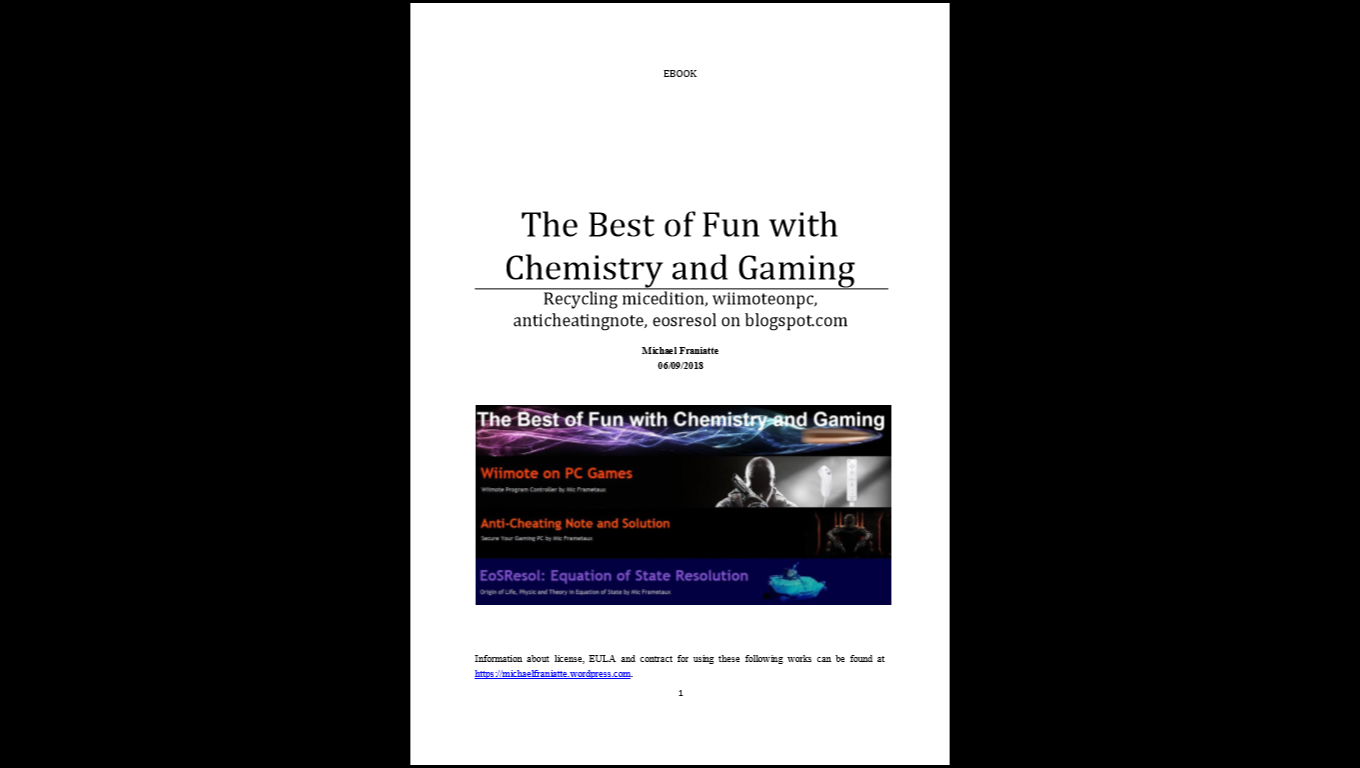 EBOOK
The Best of Fun with
Chemistry and Gaming
Recycling micedition, wiimoteonpc,
anticheatingnote, eosresol on blogspot.com
Michael Franiatte
06/09/2018
The Best of Fun with Chemistry and Gaming
Wiimote on PC Games
Wiimote Program Controller by Mic Frametaux
Anti-Cheating Note and Solution
Secure Your Gaming PC by Mic Frametaux
EoSResol: Equation of State Resolution
Origin of Life, Physic and Theory in Equation of State by Mic Frametaux
Information about license, EULA and contract for using these following works can be found at
https://michaelfraniatte.wordpress.com.
1